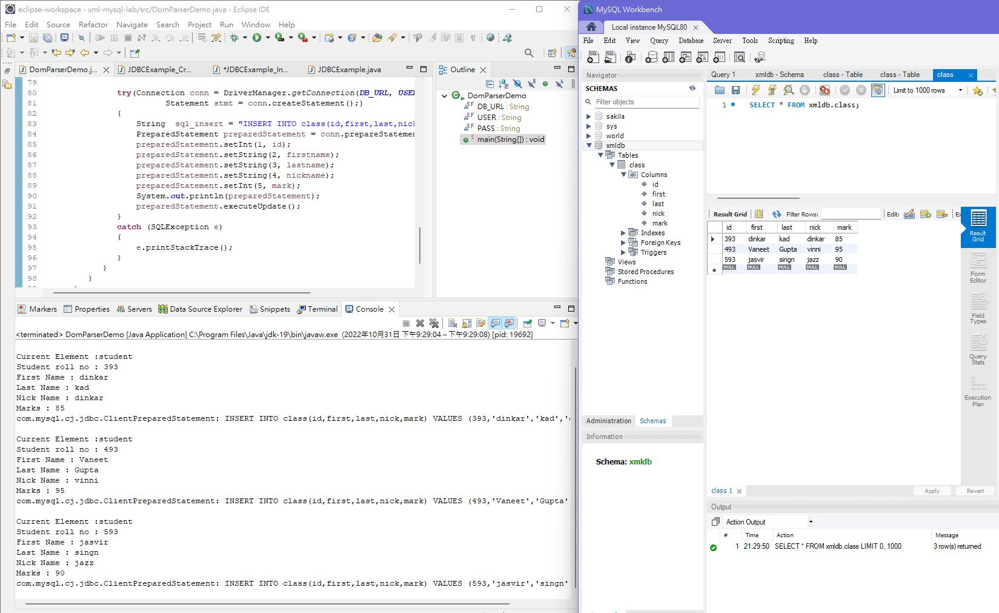 eclipse-workspace - xml-mysql-lab/src/DomParserDemo.java - Eclipse IDE
File Edit Source Refactor Navigate Search Project Run Window Help
DomParserDemo.j... JDBCExample_Cr... *JDBCExample_In... JDBCExample.java
79
80 try(Connection conn = DriverManager.getConnection(DB_URL, USER
81 Statement stmt = conn.createStatement();)
82 {
83 String sql_insert = "INSERT INTO class(id,first,last,nick
84 PreparedStatement preparedStatement = conn.prepareStatemen
85 preparedStatement.setInt(1, id);
86 preparedStatement.setString(2, firstname);
87 preparedStatement.setString(3, lastname);
88 preparedStatement.setString(4, nickname);
89 preparedStatement.setInt(5, mark);
90 System.out.println(preparedStatement);
91 preparedStatement.executeUpdate();
92 }
93 catch (SQLException e)
94 {
95 e.printStackTrace();
96 }
97 }
98 }
Outline
DomParserDemo
DB_URL : String
USER : String
PASS : String
main(String[]) : void
Markers Properties Servers Data Source Explorer Snippets Terminal Console
<terminated> DomParserDemo [Java Application] C:\Program Files\Java\jdk-19\bin\javaw.exe (2022年10月31日 下午9:29:04 – 下午9:29:08) [pid: 19692]
Current Element :student
Student roll no : 393
First Name : dinkar
Last Name : kad
Nick Name : dinkar
Marks : 85
com.mysql.cj.jdbc.ClientPreparedStatement: INSERT INTO class(id,first,last,nick,mark) VALUES (393,'dinkar','kad','
Current Element :student
Student roll no : 493
First Name : Vaneet
Last Name : Gupta
Nick Name : vinni
Marks : 95
com.mysql.cj.jdbc.ClientPreparedStatement: INSERT INTO class(id,first,last,nick,mark) VALUES (493,'Vaneet','Gupta'
Current Element :student
Student roll no : 593
First Name : jasvir
Last Name : singn
Nick Name : jazz
Marks : 90
com.mysql.cj.jdbc.ClientPreparedStatement: INSERT INTO class(id,first,last,nick,mark) VALUES (593,'jasvir','singn'
MySQL Workbench
Local instance MySQL80
File Edit View Query Database Server Tools Scripting Help
Navigator
SCHEMAS
Filter objects
sakila
sys
world
xmldb
Tables
class
Columns
id
first
last
nick
mark
Indexes
Foreign Keys
Triggers
Views
Stored Procedures
Functions
Administration Schemas
Information
Schema: xmldb
Query 1 xmldb - Schema class - Table class - Table class
Limit to 1000 rows
1 SELECT * FROM xmldb.class;
Result Grid Filter Rows: Edit:
id first last nick mark
393 dinkar kad dinkar 85
493 Vaneet Gupta vinni 95
593 jasvir singn jazz 90
NULL NULL NULL NULL NULL
Result
Grid
Form
Editor
Field
Types
Query
Stats
Execution
Plan
class 1 Apply Revert
Output
Action Output
# Time Action Message
1 21:29:50 SELECT * FROM xmldb.class LIMIT 0, 1000 3 row(s) returned